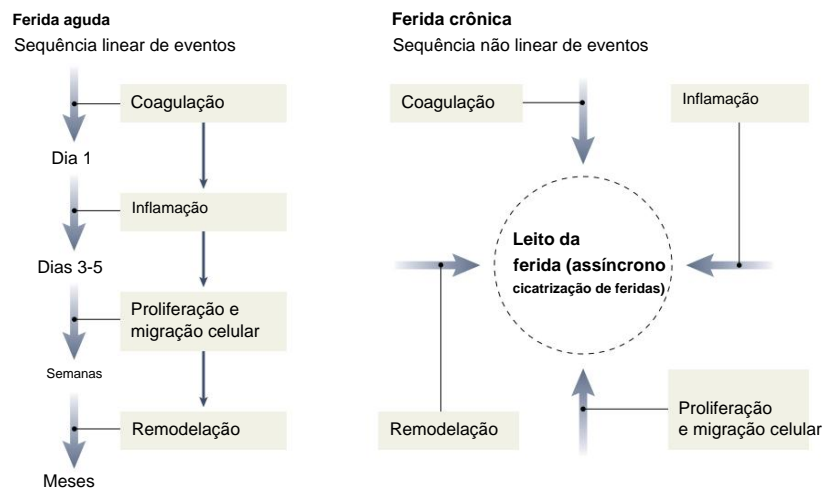 Ferida aguda
Sequência linear de eventos
Coagulação
Dia 1
Inflamação
Dias 3-5
Proliferação e
migração celular
Semanas
Remodelação
Meses
Ferida crônica
Sequência não linear de eventos
Coagulação
Inflamação
Leito da
ferida (assíncrono
cicatrização de feridas)
Remodelação
Proliferação
e migração celular